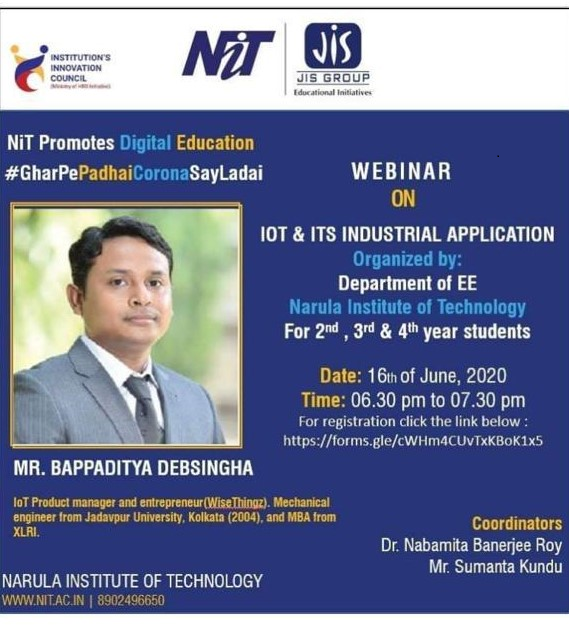 INSTITUTION'S
INNOVATION
COUNCIL
(Ministry of HRD Initiative)
NiT
JIS
JIS GROUP
Educational Initiatives
NiT Promotes Digital Education
#GharPePadhaiCoronaSayLadai
WEBINAR
ON
IOT & ITS INDUSTRIAL APPLICATION
Organized by:
Department of EE
Narula Institute of Technology
For 2nd , 3rd & 4th year students
Date: 16th of June, 2020
Time: 06.30 pm to 07.30 pm
For registration click the link below :
https://forms.gle/cWHm4CUvTxKBoK1x5
MR. BAPPADITYA DEBSINGHA
IoT Product manager and entrepreneur(WiseThingz). Mechanical
engineer from Jadavpur University, Kolkata (2004), and MBA from
XLRI.
Coordinators
Dr. Nabamita Banerjee Roy
Mr. Sumanta Kundu
NARULA INSTITUTE OF TECHNOLOGY
WWW.NIT.AC.IN | 8902496650